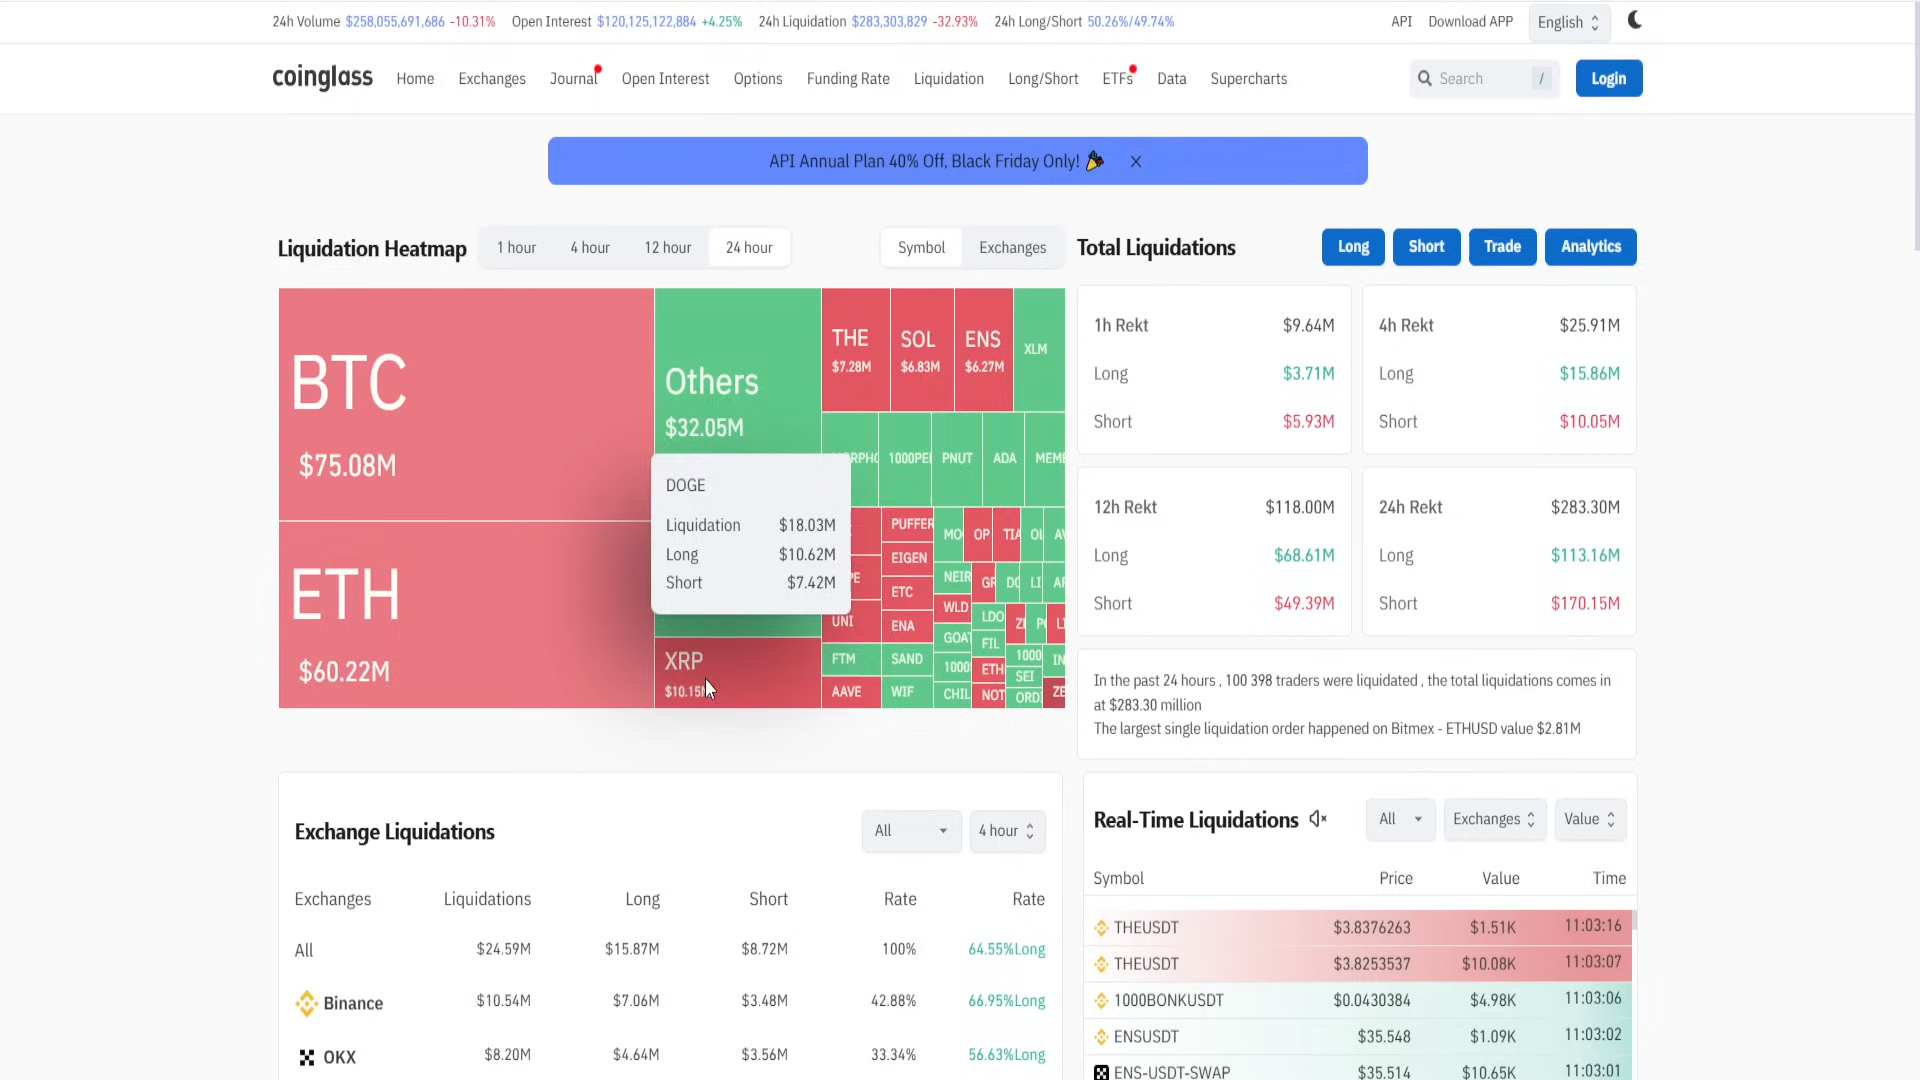 24h Volume $258,055,691,686 -10.31% Open Interest $120,125,122,884 +4.25% 24h Liquidation $283,303,829 -32.93% 24h Long/Short 50.26%/49.74% API Download APP English
coinglass Home Exchanges Journal Open Interest Options Funding Rate Liquidation Long/Short ETFs Data Supercharts Search / Login
API Annual Plan 40% Off, Black Friday Only!
Liquidation Heatmap 1 hour 4 hour 12 hour 24 hour Symbol Exchanges
BTC
$75.08M
ETH
$60.22M
Others
$32.05M
THE
$7.28M
SOL
$6.83M
ENS
$6.27M
XLM
PNUT ADA
DOGE
Liquidation $18.03M
Long $10.62M
Short $7.42M
XRP
PUFFER
EIGEN
ETC
ENA
SAND
WIF
UNI
FTM
AAVE
OP
NEIR
WLD
GOA
1000
CHIL
LDO
FIL
ETH
NOT
1000
SEI
ORD
Total Liquidations Long Short Trade Analytics
1h Rekt $9.64M
Long $3.71M
Short $5.93M
4h Rekt $25.91M
Long $15.86M
Short $10.05M
12h Rekt $118.00M
Long $68.61M
Short $49.39M
24h Rekt $283.30M
Long $113.16M
Short $170.15M
In the past 24 hours , 100 398 traders were liquidated , the total liquidations comes in
at $283.30 million
The largest single liquidation order happened on Bitmex - ETHUSD value $2.81M
Exchange Liquidations All 4 hour
Exchanges Liquidations Long Short Rate Rate
All $24.59M $15.87M $8.72M 100% 64.55%Long
Binance $10.54M $7.06M $3.48M 42.88% 66.95%Long
OKX $8.20M $4.64M $3.56M 33.34% 56.63%Long
Real-Time Liquidations All Exchanges Value
Symbol Price Value Time
THEUSDT $3.8376263 $1.51K 11:03:16
THEUSDT $3.8253537 $10.08K 11:03:07
1000BONKUSDT $0.0430384 $4.98K 11:03:06
ENSUSDT $35.548 $1.09K 11:03:02
ENS-USDT-SWAP $35.514 $10.65K 11:03:01